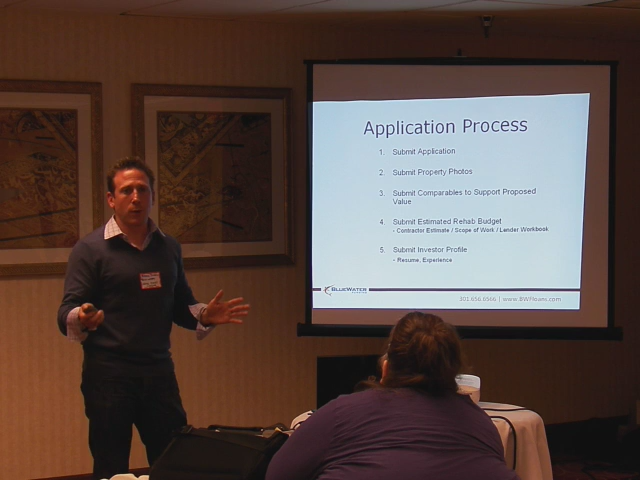 Application Process
1. Submit Application
2. Submit Property Photos
3. Submit Comparables to Support Proposed
Value
4. Submit Estimated Rehab Budget
- Contractor Estimate / Scope of Work / Lender Workbook
5. Submit Investor Profile
- Resume, Experience
BLUEWATER
301.656.6566 | www.BWFloans.com